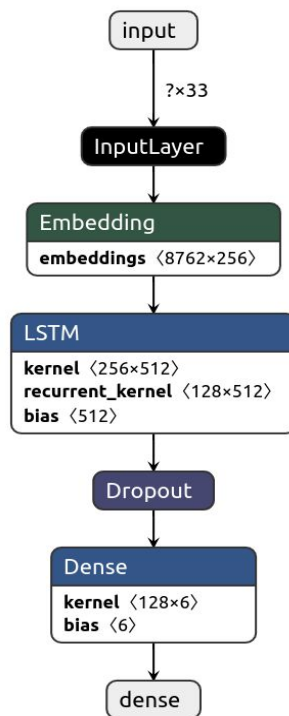 input
?×33
InputLayer
Embedding
embeddings 〈8762×256〉
LSTM
kernel 〈256×512〉
recurrent_kernel 〈128×512〉
bias 〈512〉
Dropout
Dense
kernel 〈128×6〉
bias 〈6〉
dense